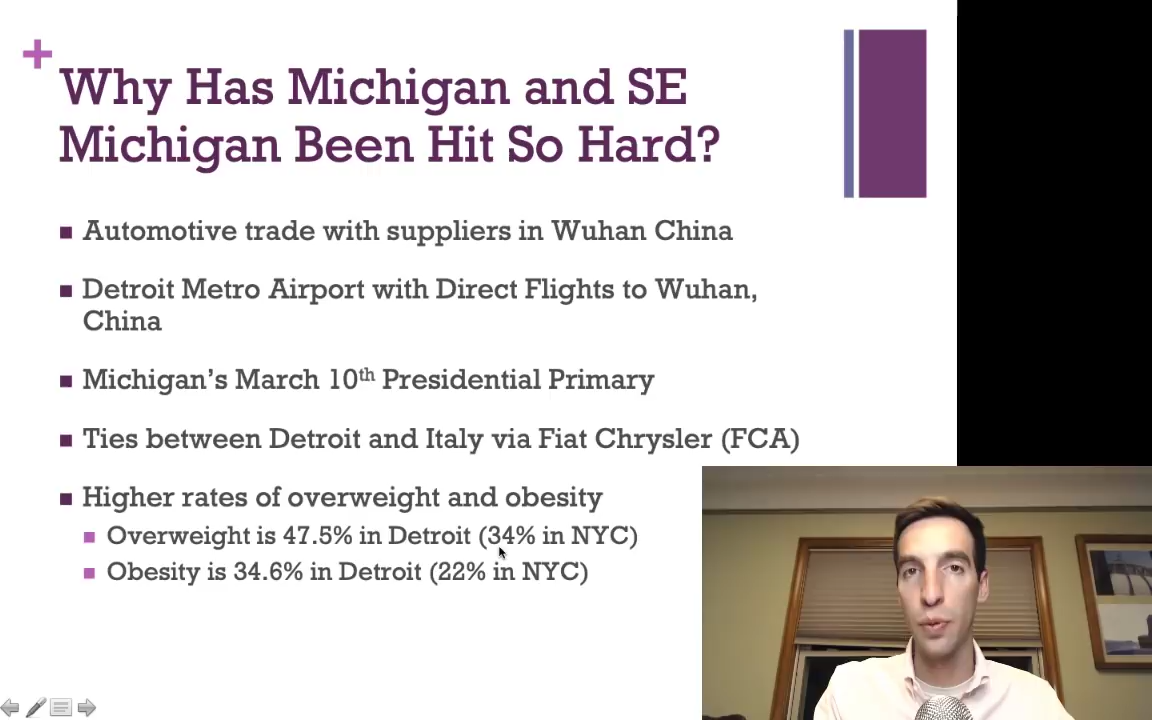 Why Has Michigan and SE
Michigan Been Hit So Hard?
Automotive trade with suppliers in Wuhan China
Detroit Metro Airport with Direct Flights to Wuhan,
China
Michigan’s March 10th Presidential Primary
Ties between Detroit and Italy via Fiat Chrysler (FCA)
Higher rates of overweight and obesity
Overweight is 47.5% in Detroit (34% in NYC)
Obesity is 34.6% in Detroit (22% in NYC)